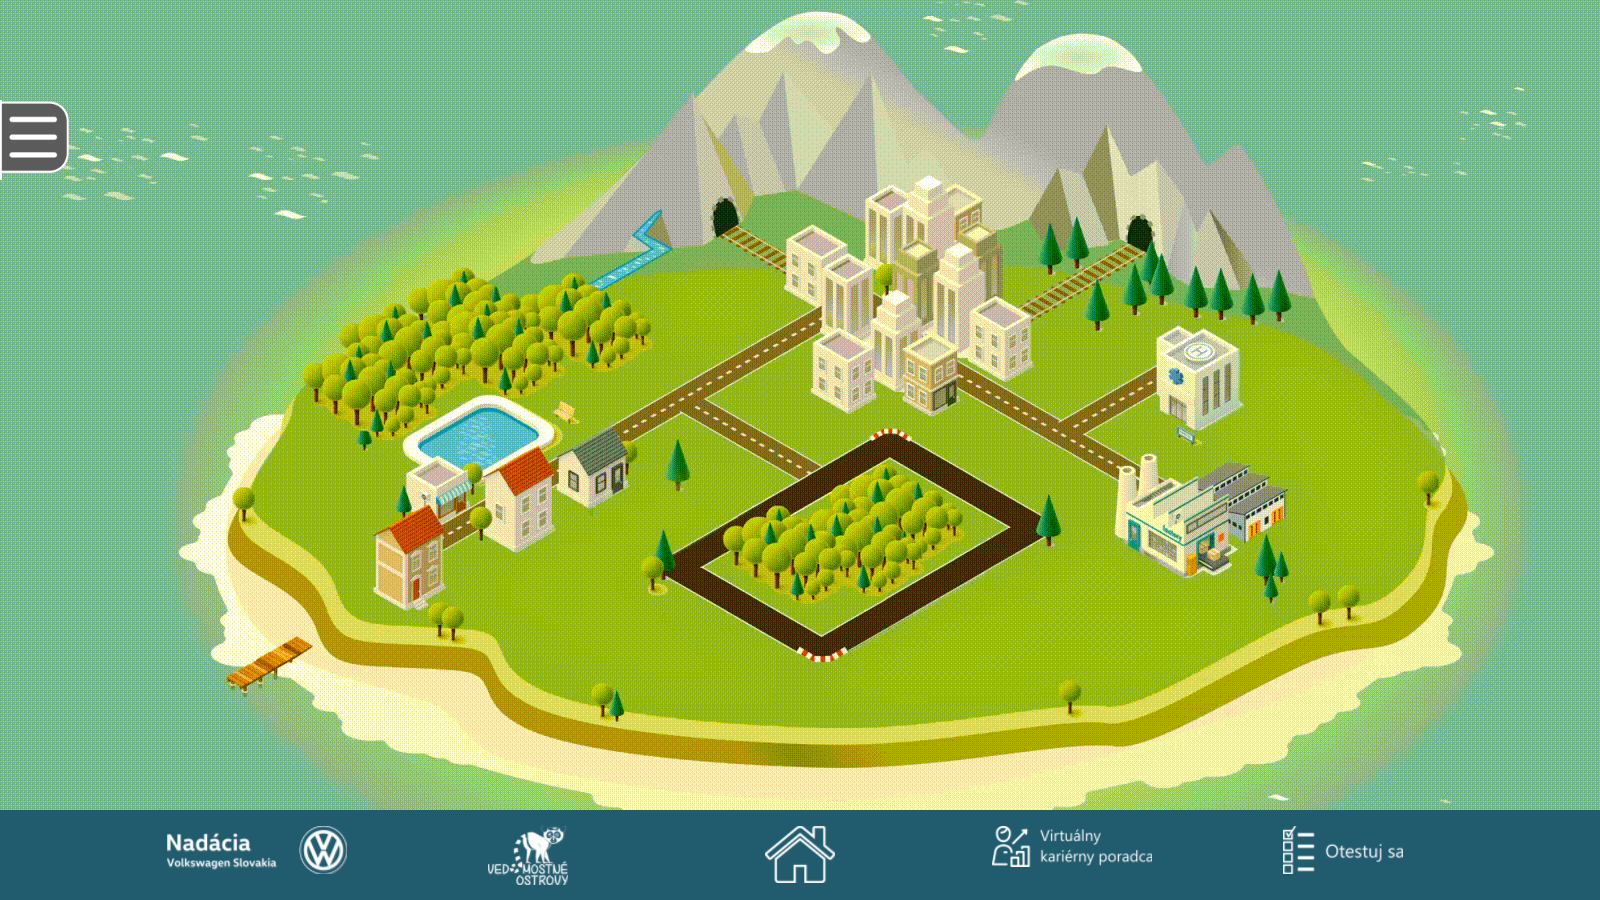 Nadácia
Volkswagen Slovakia
VEDOMOSTNÉ
OSTROVY
Virtuálny
kariérny poradca
Otestuj sa
H